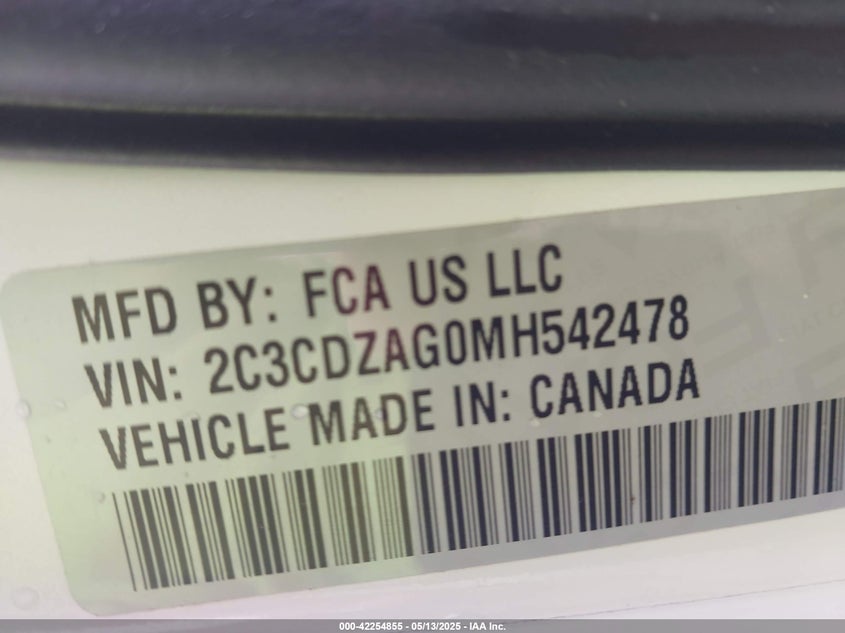 MFD BY: FCA US LLC
VIN: 2C3CDZAG0MH542478
VEHICLE MADE IN: CANADA
000-42254855 - 05/13/2025 - IAA Inc.